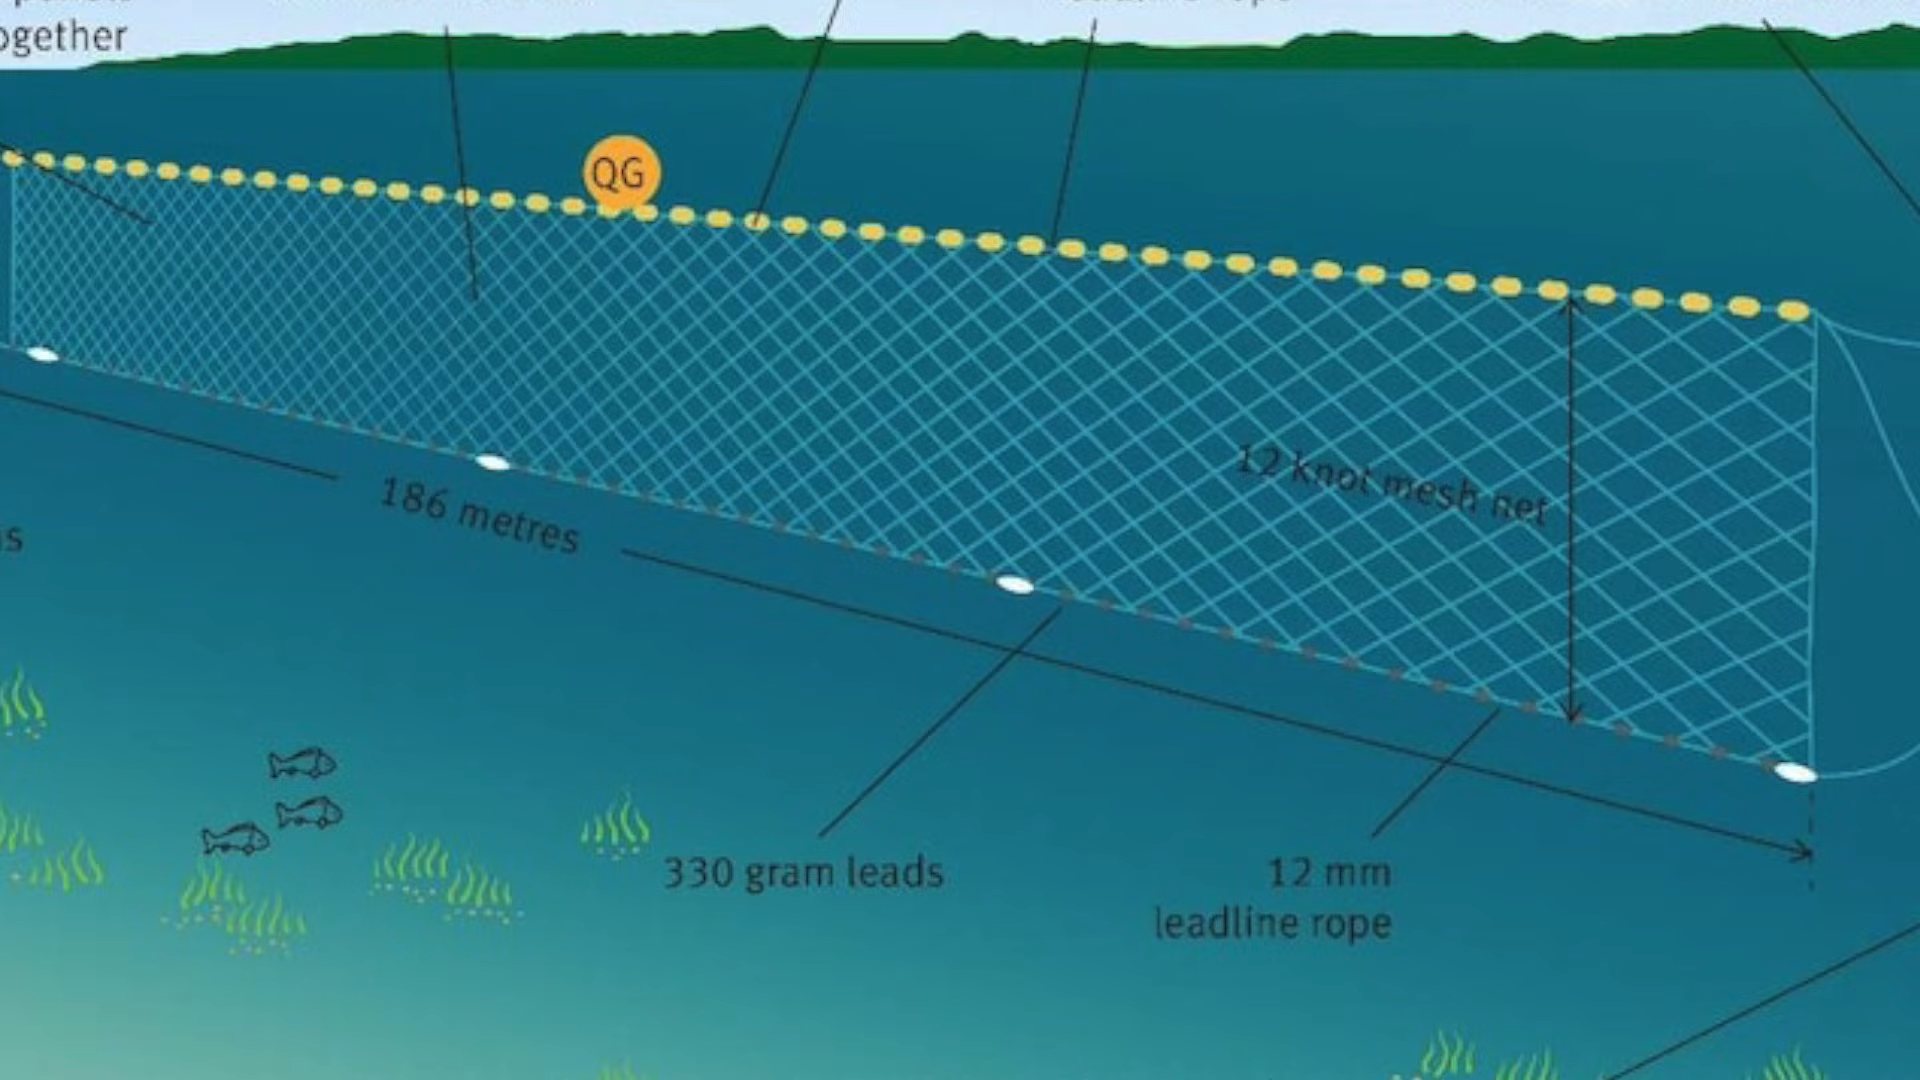 ogether
QG
12 knot mesh net
186 metres
330 gram leads
12 mm
leadline rope